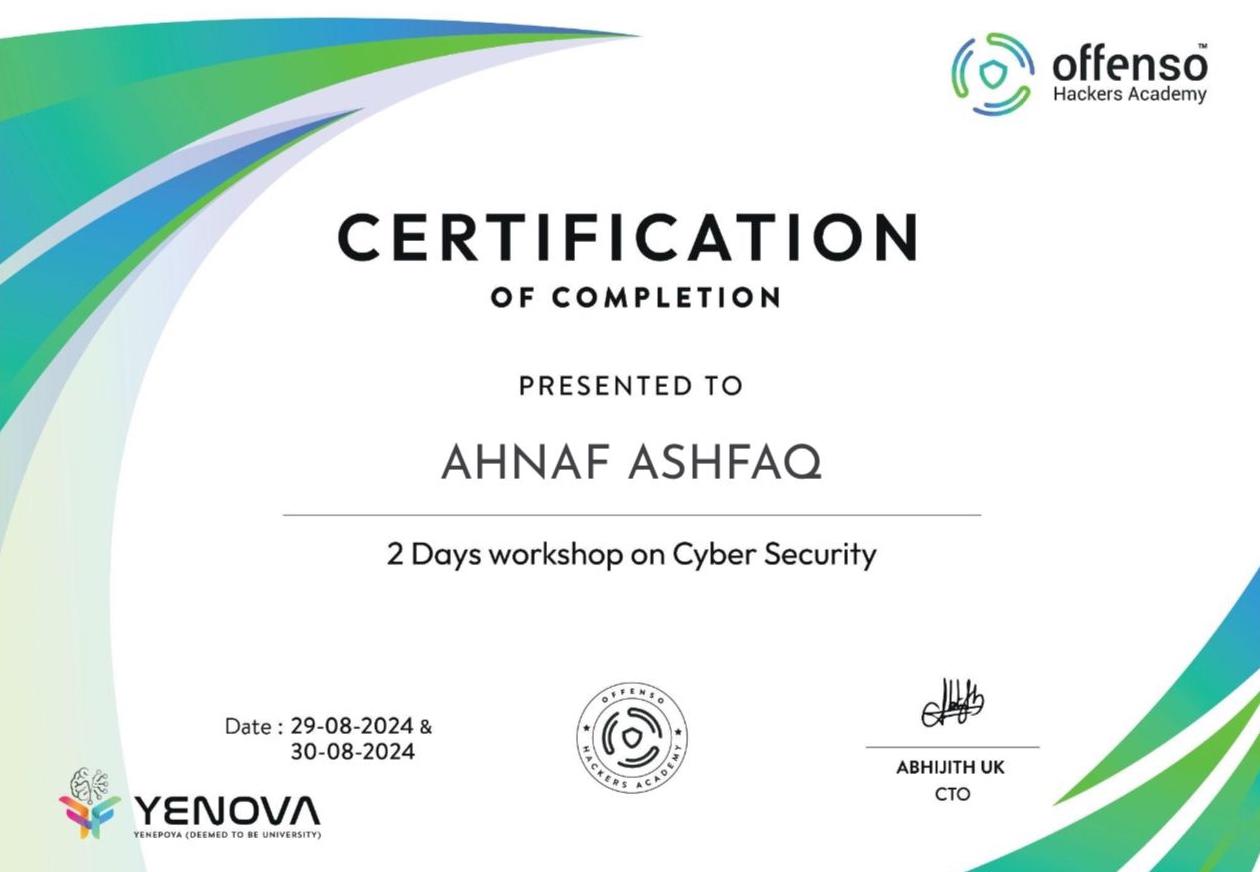 offenso™
Hackers Academy
CERTIFICATION
OF COMPLETION
PRESENTED TO
AHNAF ASHFAQ
2 Days workshop on Cyber Security
Date : 29-08-2024 &
30-08-2024
OFFENSO
HACKERS ACADEMY
ABHIJITH UK
CTO
YENOVA
YENEPOYA (DEEMED TO BE UNIVERSITY)